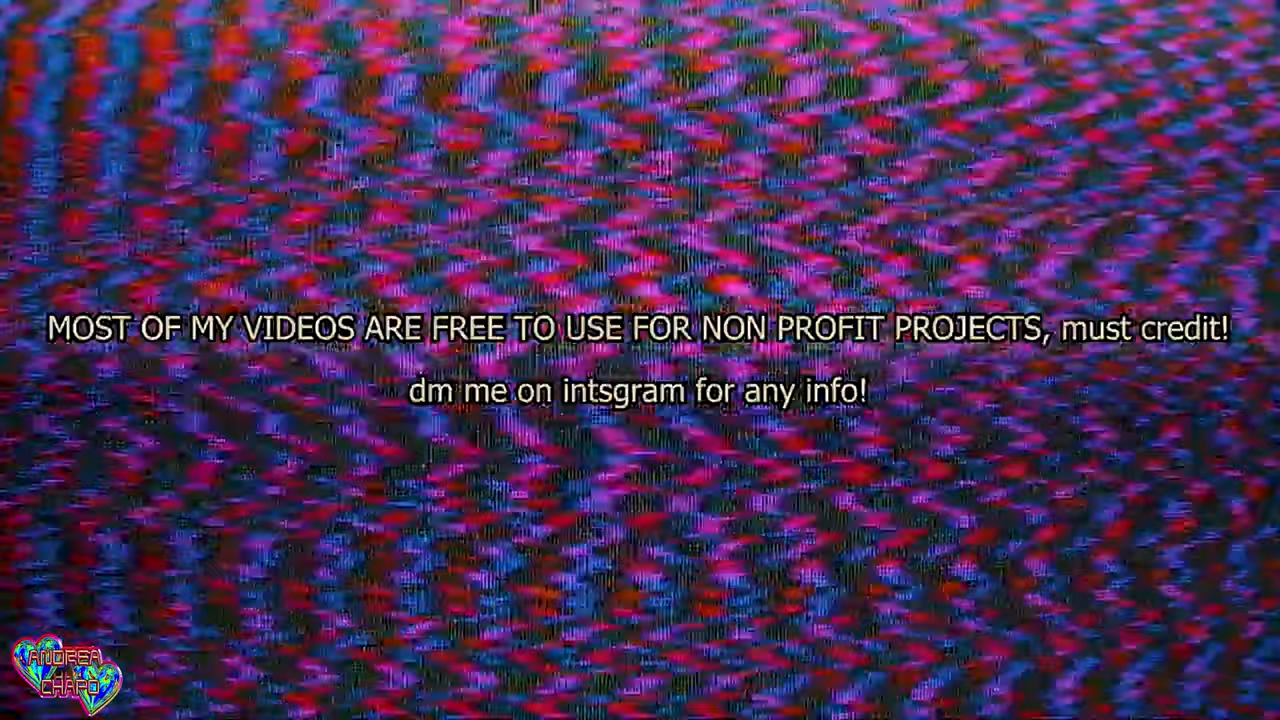 MOST OF MY VIDEOS ARE FREE TO USE FOR NON PROFIT PROJECTS, must credit!
dm me on intsgram for any info!
ANDREA
CHAPO